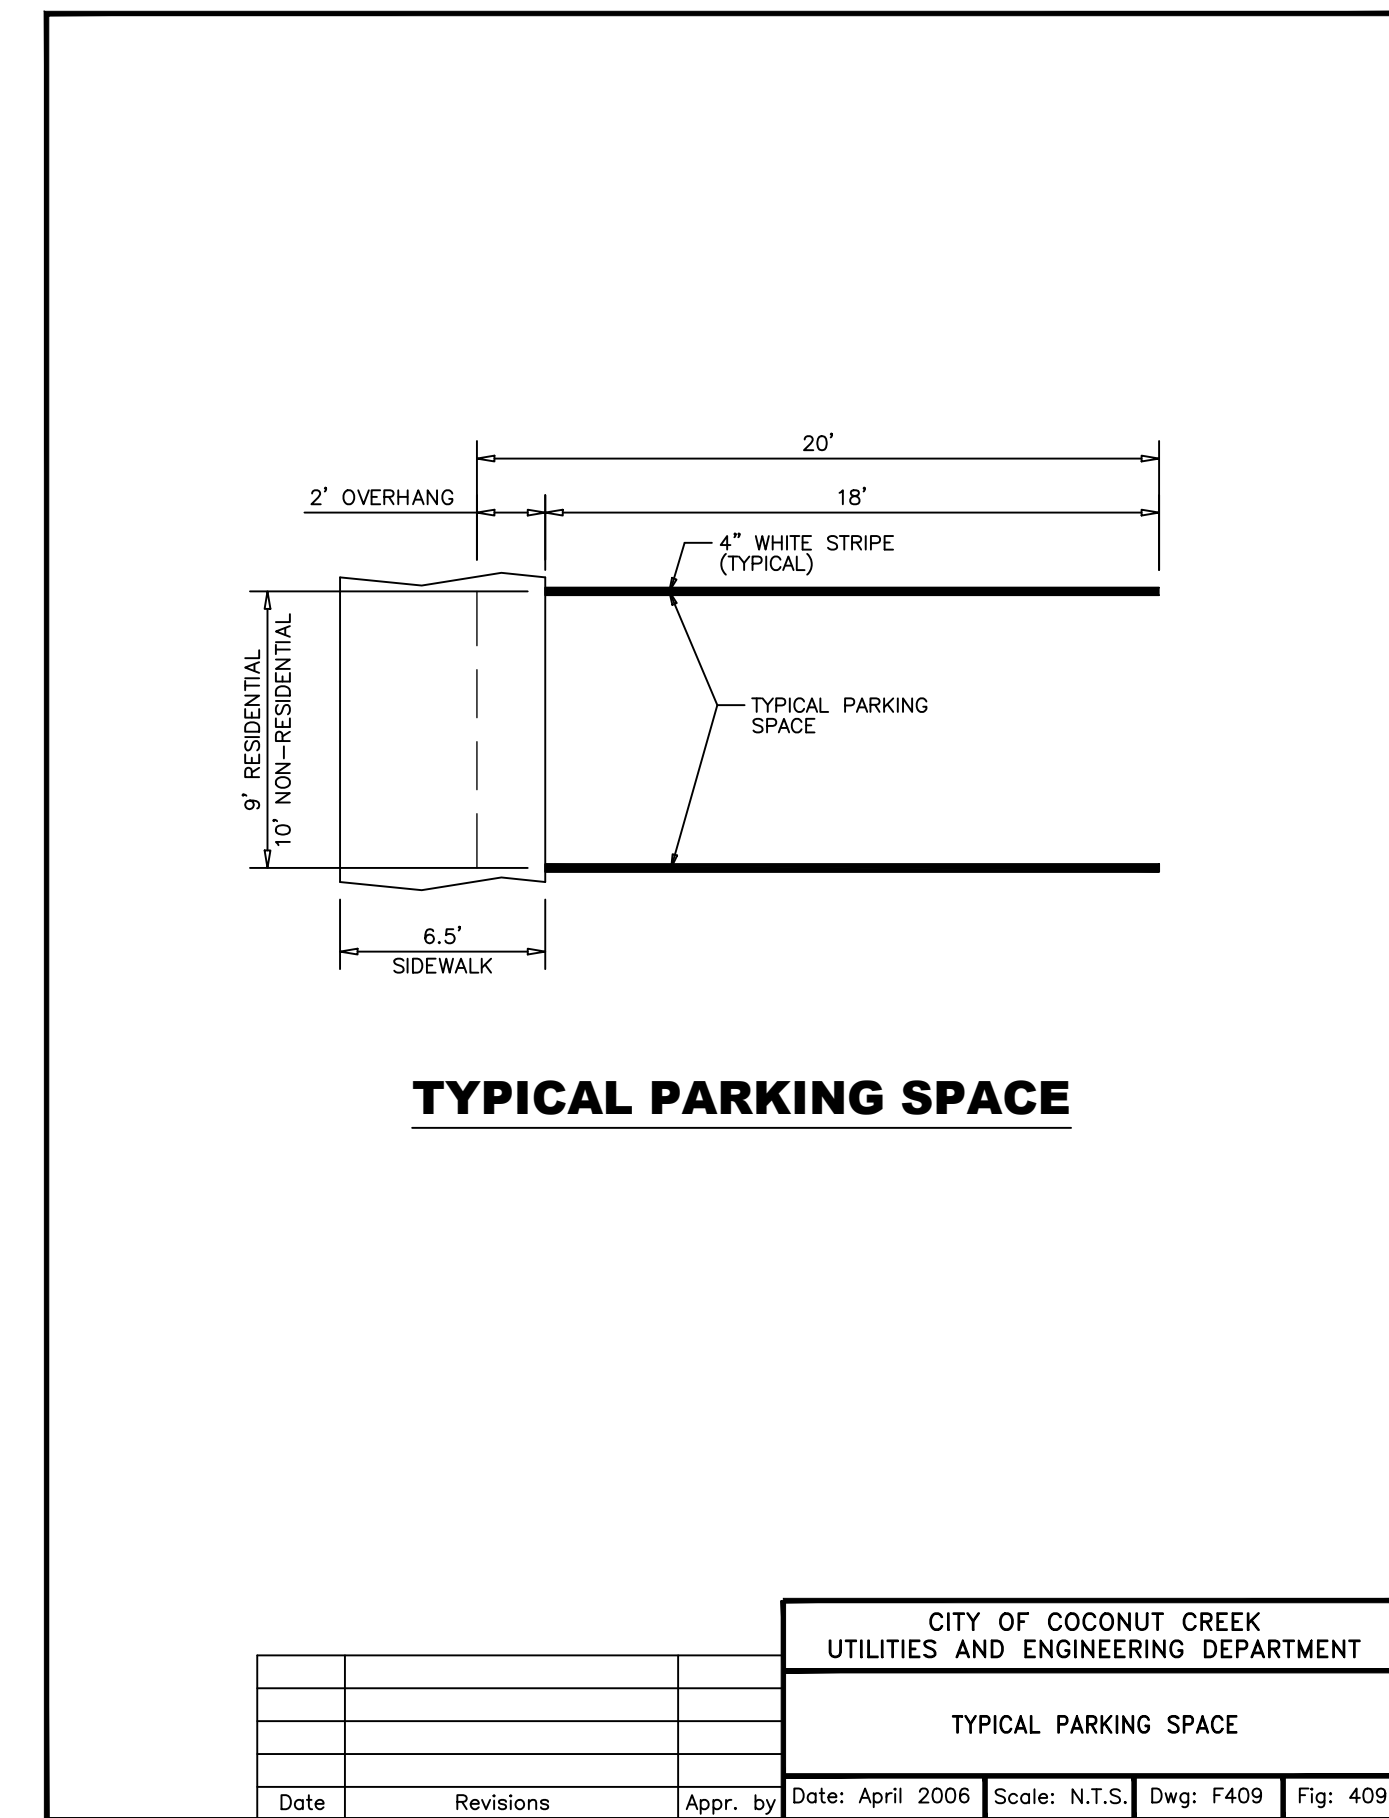 20’
2’ OVERHANG
18’
4” WHITE STRIPE
(TYPICAL)
9’ RESIDENTIAL
10’ NON–RESIDENTIAL
TYPICAL PARKING
SPACE
6.5’
SIDEWALK
TYPICAL PARKING SPACE
CITY OF COCONUT CREEK
UTILITIES AND ENGINEERING DEPARTMENT
TYPICAL PARKING SPACE
Date Revisions Appr. by
Date: April 2006 Scale: N.T.S. Dwg: F409 Fig: 409